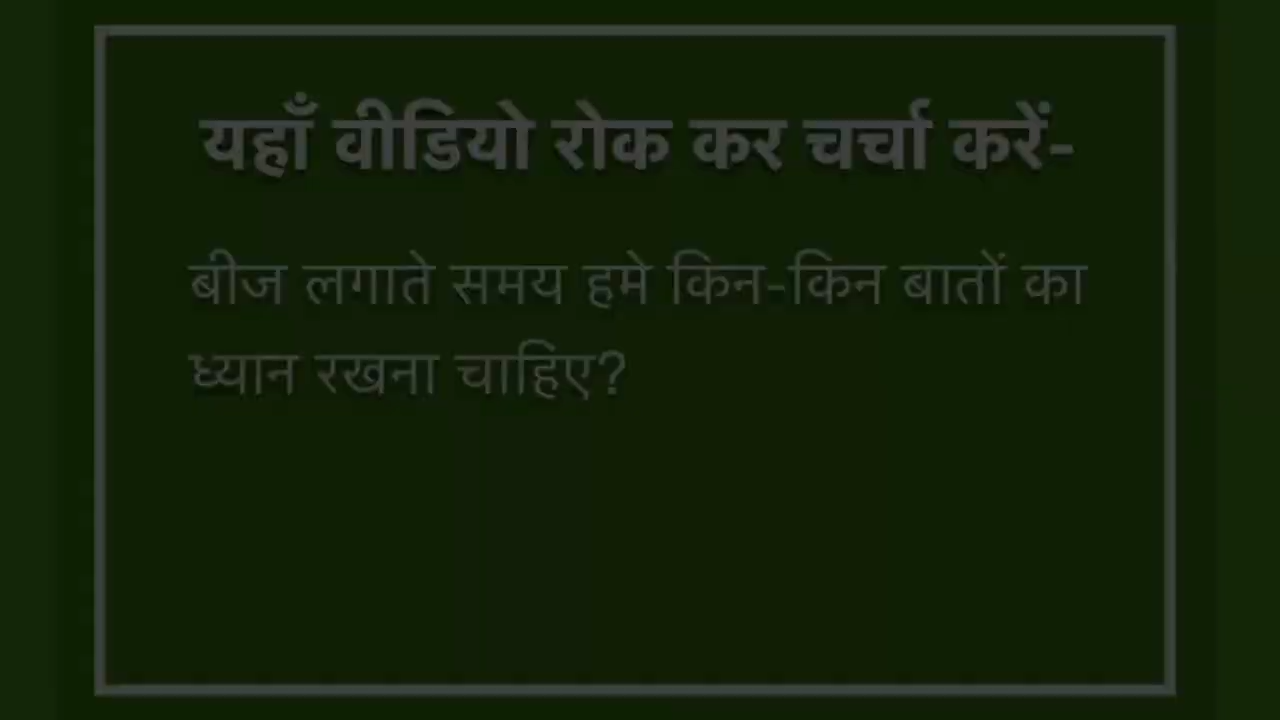 यहाँ वीडियो रोक कर चर्चा करें-
बीज लगाते समय हमे किन-किन बातों का
ध्यान रखना चाहिए?